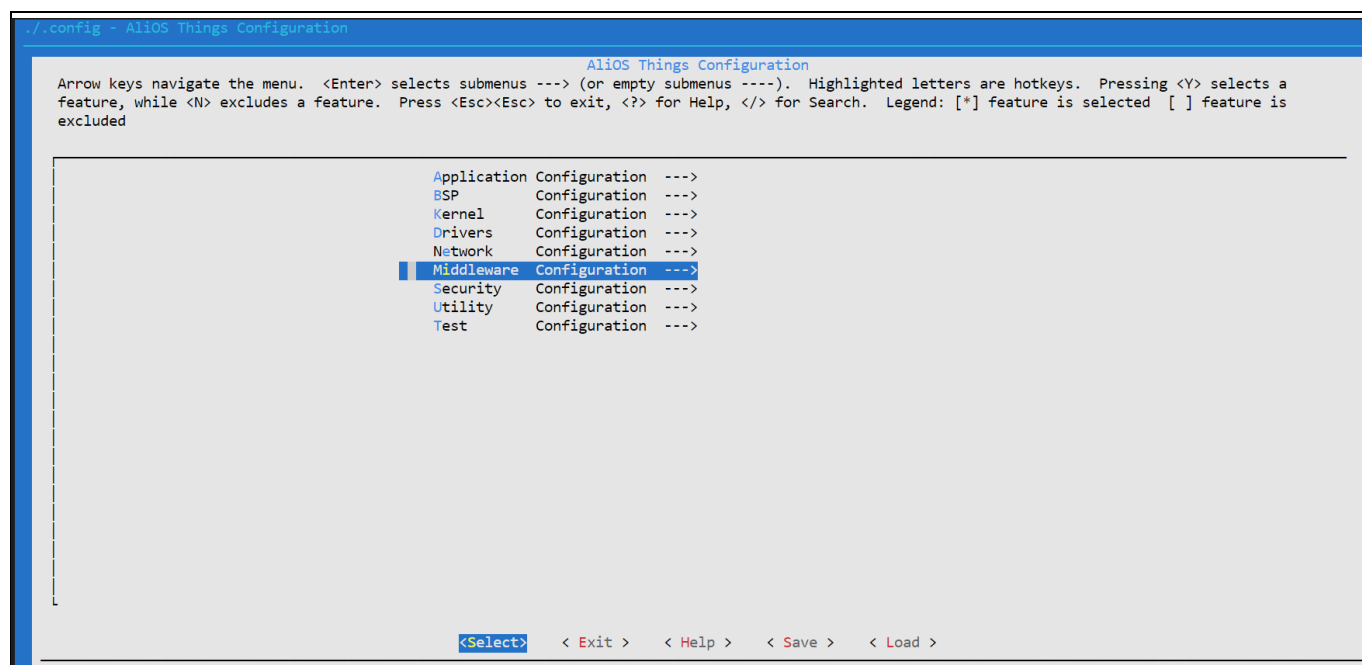 ./.config - AliOS Things Configuration
AliOS Things Configuration
Arrow keys navigate the menu.  <Enter> selects submenus ---> (or empty submenus ----).  Highlighted letters are hotkeys.  Pressing <Y> selects a
feature, while <N> excludes a feature.  Press <Esc><Esc> to exit, <?> for Help, </> for Search.  Legend: [*] feature is selected  [ ] feature is
excluded
Application Configuration  --->
BSP         Configuration  --->
Kernel      Configuration  --->
Drivers     Configuration  --->
Network     Configuration  --->
Middleware  Configuration  --->
Security    Configuration  --->
Utility     Configuration  --->
Test        Configuration  --->
<Select>    < Exit >    < Help >    < Save >    < Load >